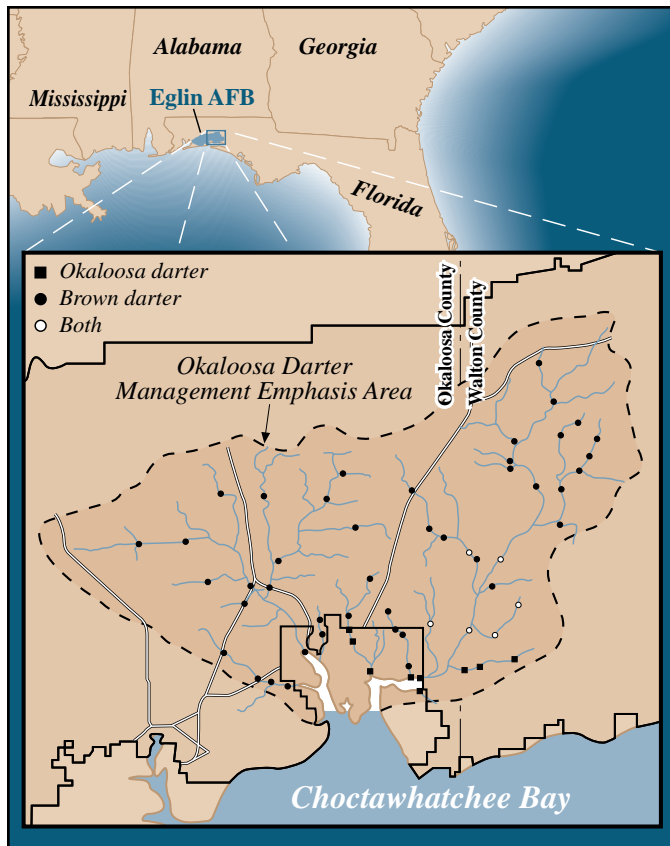 Alabama
Georgia
Mississippi
Eglin AFB
Florida
Okaloosa darter
Brown darter
Both
Okaloosa County
Walton County
Okaloosa Darter
Management Emphasis Area
Choctawhatchee Bay